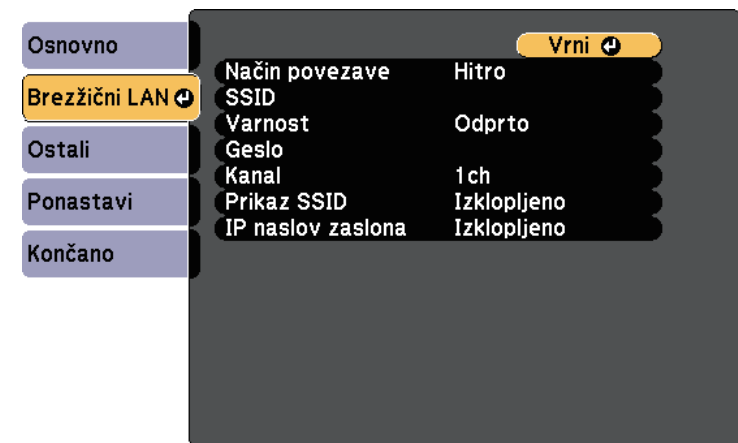 Osnovno
Brezžični LAN
Ostali
Ponastavi
Končano
Vrni
Način povezave Hitro
SSID
Varnost Odprto
Geslo
Kanal 1ch
Prikaz SSID Izklopljeno
IP naslov zaslona Izklopljeno